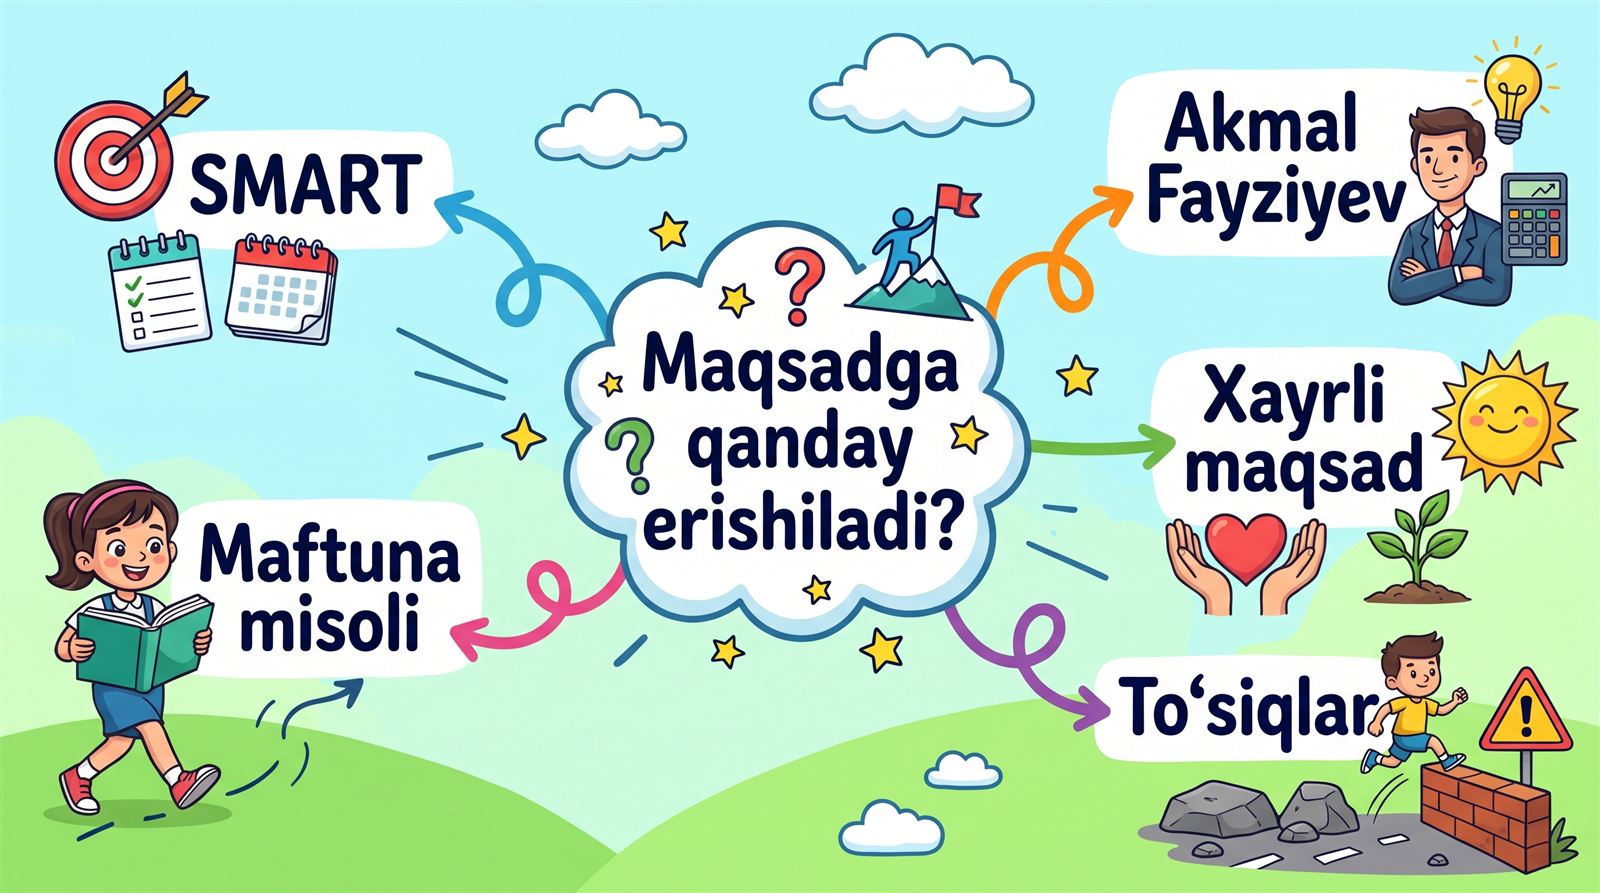 SMART
Akmal
Fayziyev
Maqsadga
qanday
erishiladi?
Xayrli
maqsad
Maftuna
misoli
To‘siqlar